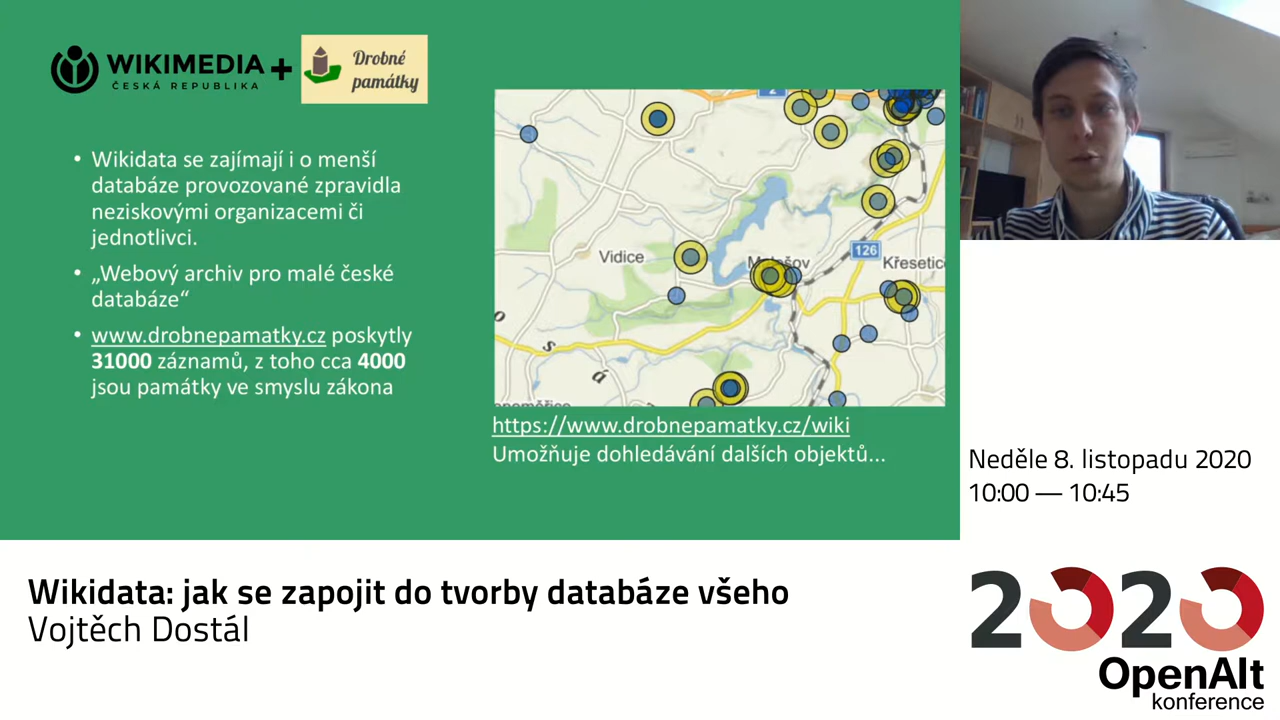 WIKIMEDIA
ČESKÁ REPUBLIKA
+
Drobné
památky
• Wikidata se zajímají i o menší
databáze provozované zpravidla
neziskovými organizacemi či
jednotlivci.
• „Webový archiv pro malé české
databáze“
• www.drobnepamatky.cz poskytly
31000 záznamů, z toho cca 4000
jsou památky ve smyslu zákona
2
Vidice
126
Křesetic
o
s
á
https://www.drobnepamatky.cz/wiki
Umožňuje dohledávání dalších objektů...
Neděle 8. listopadu 2020
10:00 — 10:45
Wikidata: jak se zapojit do tvorby databáze všeho
Vojtěch Dostál
2020
OpenAlt
konference